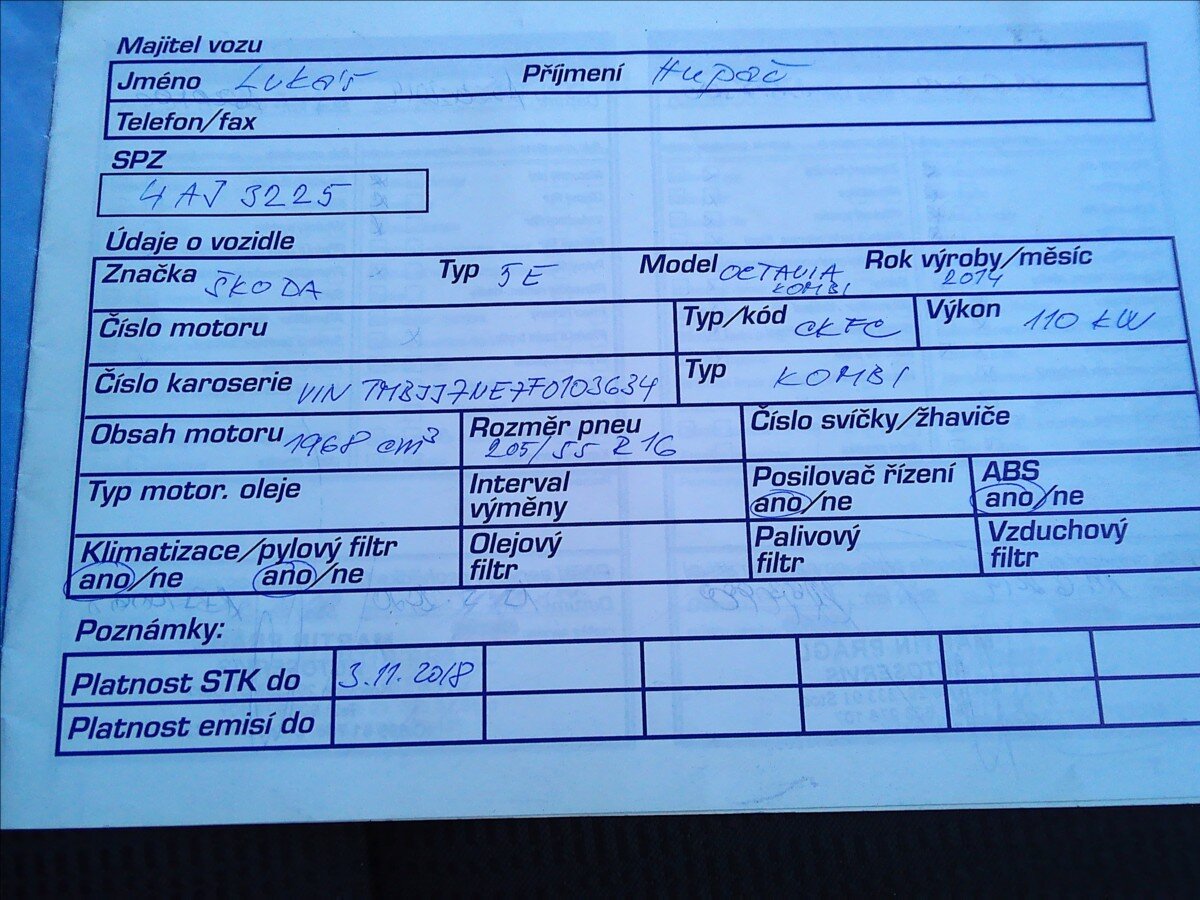 Majitel vozu
Jméno Lukáš Příjmení Hupač
Telefon/fax
SPZ
4AJ 3225
Údaje o vozidle
Značka ŠKODA Typ 5E Model OCTAVIA KOMBI Rok výroby/měsíc 2014
Číslo motoru x Typ/kód CKFC Výkon 110 kW
Číslo karoserie VIN TMBJJ7NE7F0103634 Typ KOMBI
Obsah motoru 1968 cm3 Rozměr pneu 205/55 R16 Číslo svíčky/žhaviče
Typ motor. oleje Interval výměny Posilovač řízení ano/ne ABS ano/ne
Klimatizace/pylový filtr ano/ne ano/ne Olejový filtr Palivový filtr Vzduchový filtr
Poznámky:
Platnost STK do 3.11.2018
Platnost emisí do